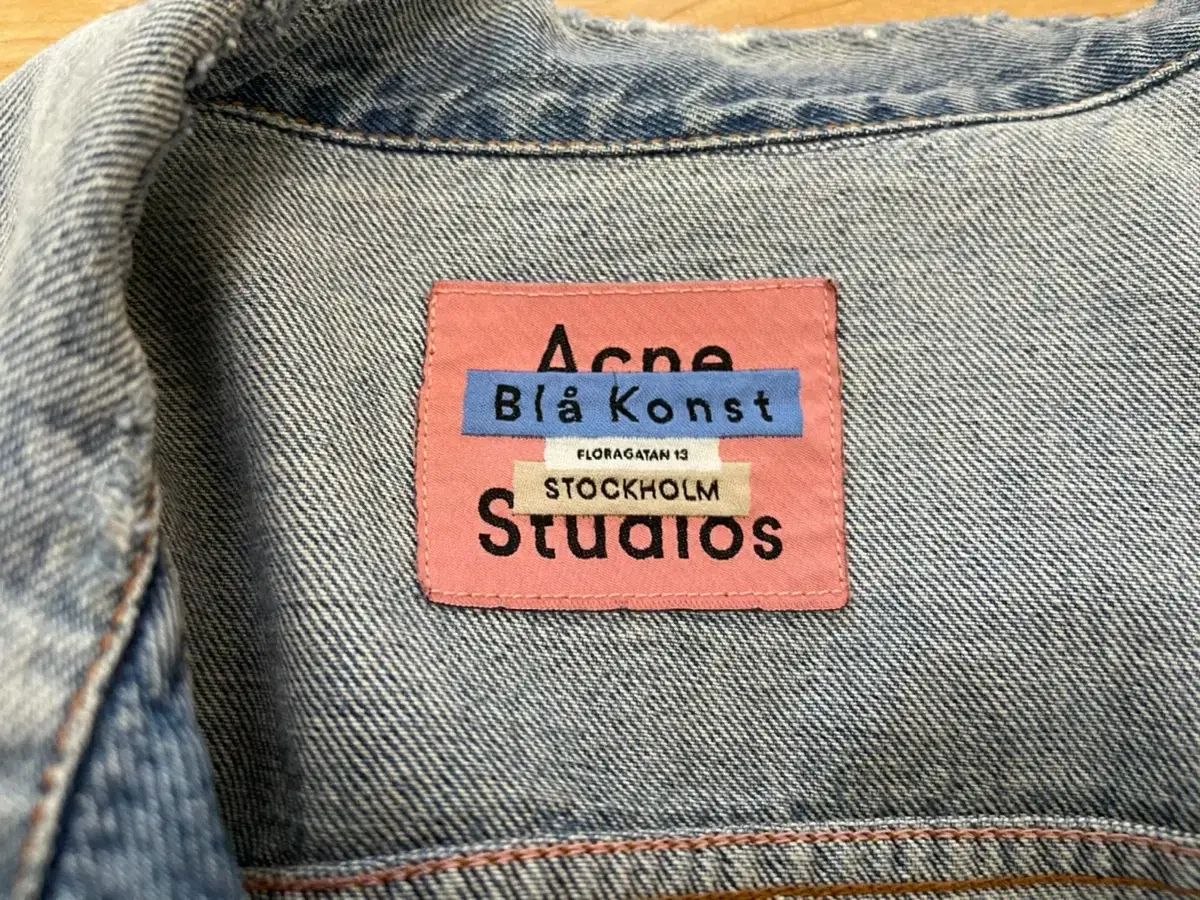 Acne
Blå Konst
FLORAGATAN 13
STOCKHOLM
Studios